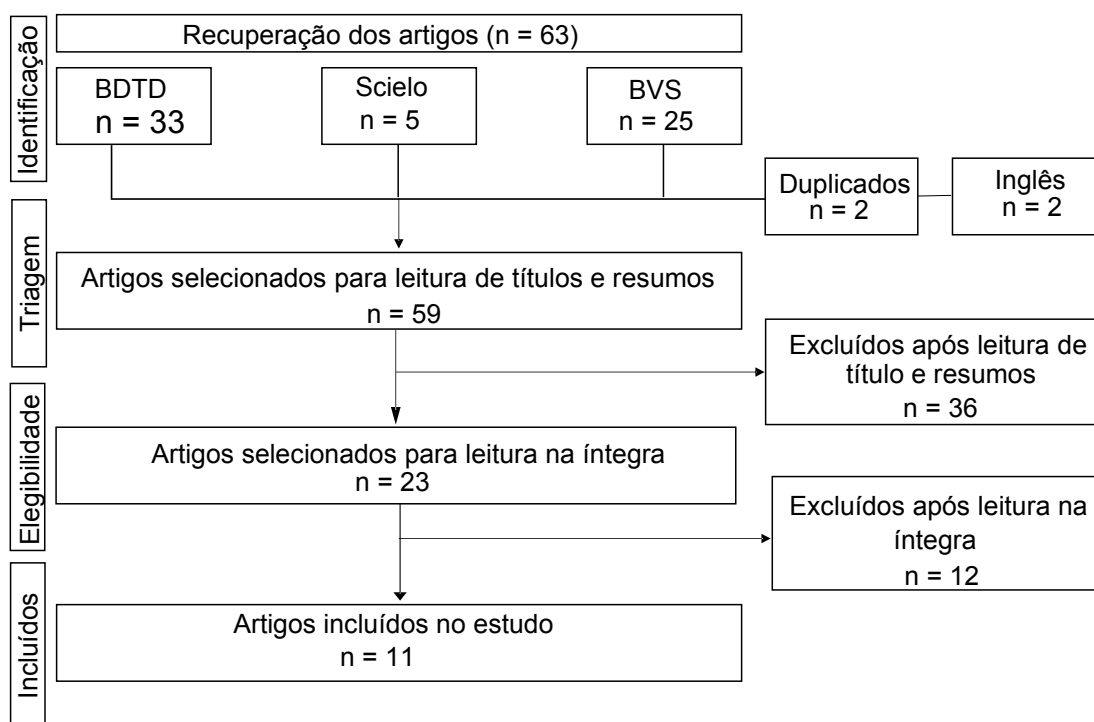 Identificação
Recuperação dos artigos (n = 63)
BDTD
n = 33
Scielo
n = 5
BVS
n = 25
Duplicados
n = 2
Inglês
n = 2
Triagem
Artigos selecionados para leitura de títulos e resumos
n = 59
Excluídos após leitura de
título e resumos
n = 36
Elegibilidade
Artigos selecionados para leitura na íntegra
n = 23
Excluídos após leitura na
íntegra
n = 12
Incluídos
Artigos incluídos no estudo
n = 11